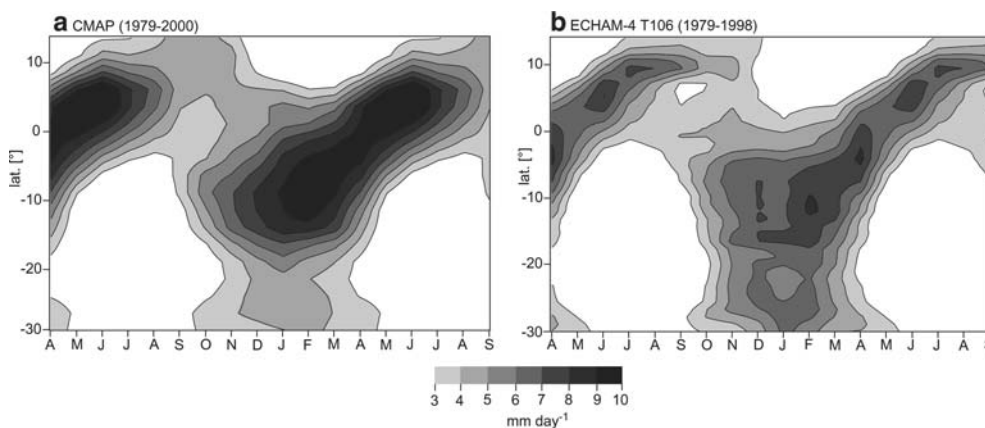 a CMAP (1979-2000)
b ECHAM-4 T106 (1979-1998)
lat. [°]
10
0
-10
-20
-30
A M J J A S O N D J F M A M J J A S
lat. [°]
10
0
-10
-20
-30
A M J J A S O N D J F M A M J J A S
3 4 5 6 7 8 9 10
mm day⁻¹